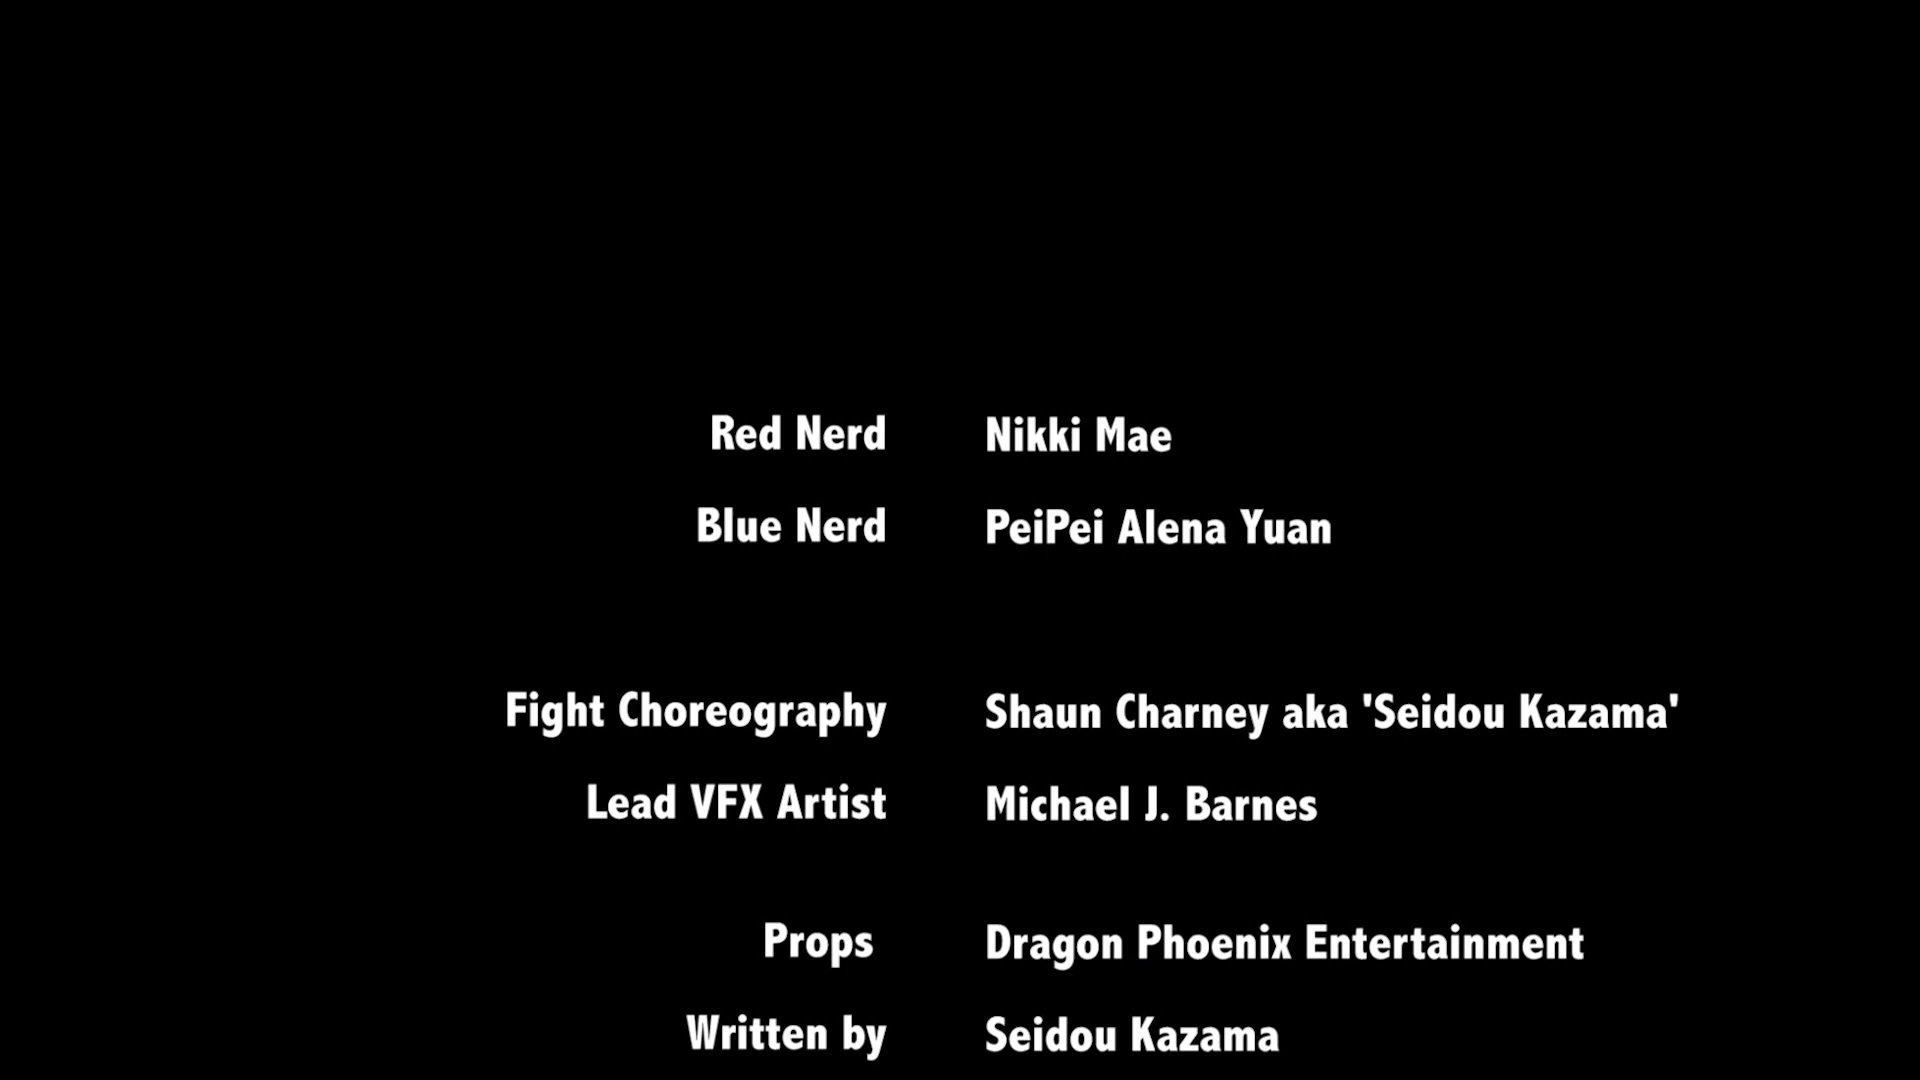 Red Nerd Nikki Mae
Blue Nerd PeiPei Alena Yuan
Fight Choreography Shaun Charney aka 'Seidou Kazama'
Lead VFX Artist Michael J. Barnes
Props Dragon Phoenix Entertainment
Written by Seidou Kazama